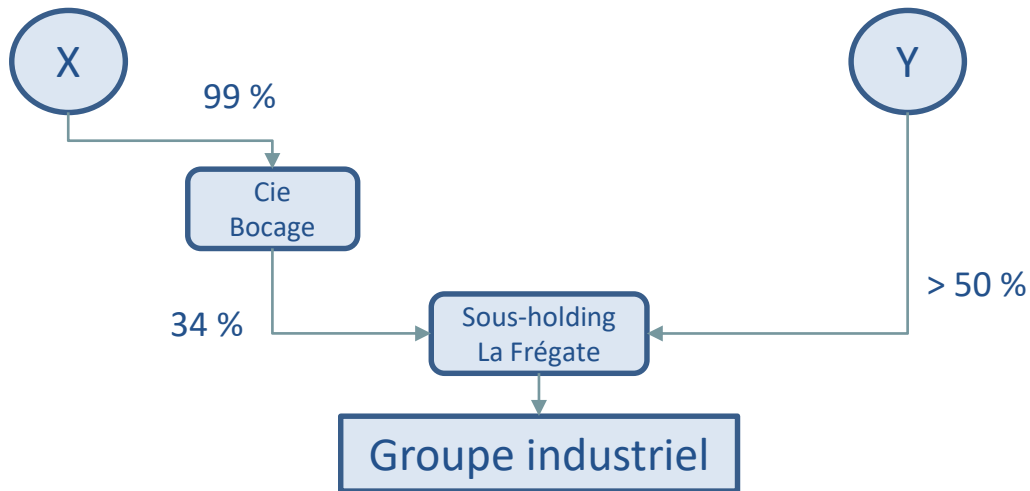 X
Y
99 %
Cie
Bocage
> 50 %
34 %
Sous-holding
La Frégate
Groupe industriel